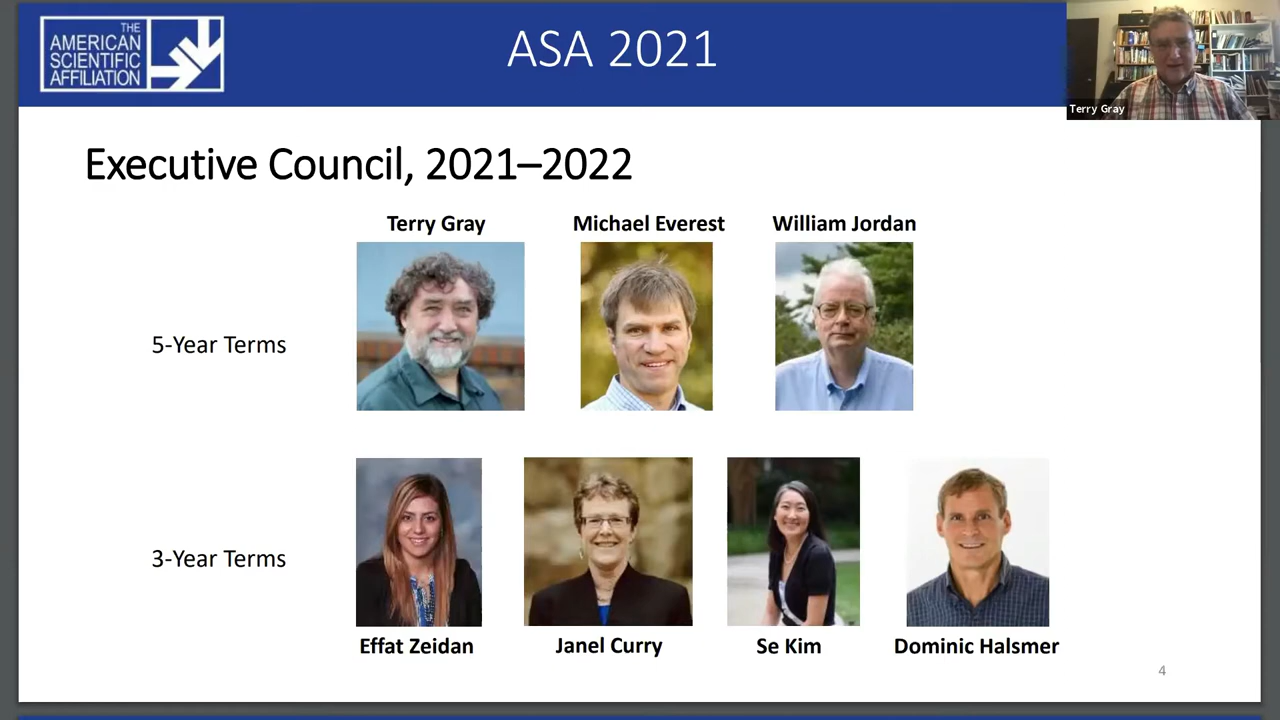 THE
AMERICAN
SCIENTIFIC
AFFILIATION
ASA 2021
Terry Gray
Executive Council, 2021–2022
Terry Gray
Michael Everest
William Jordan
5-Year Terms
3-Year Terms
Effat Zeidan
Janel Curry
Se Kim
Dominic Halsmer
4